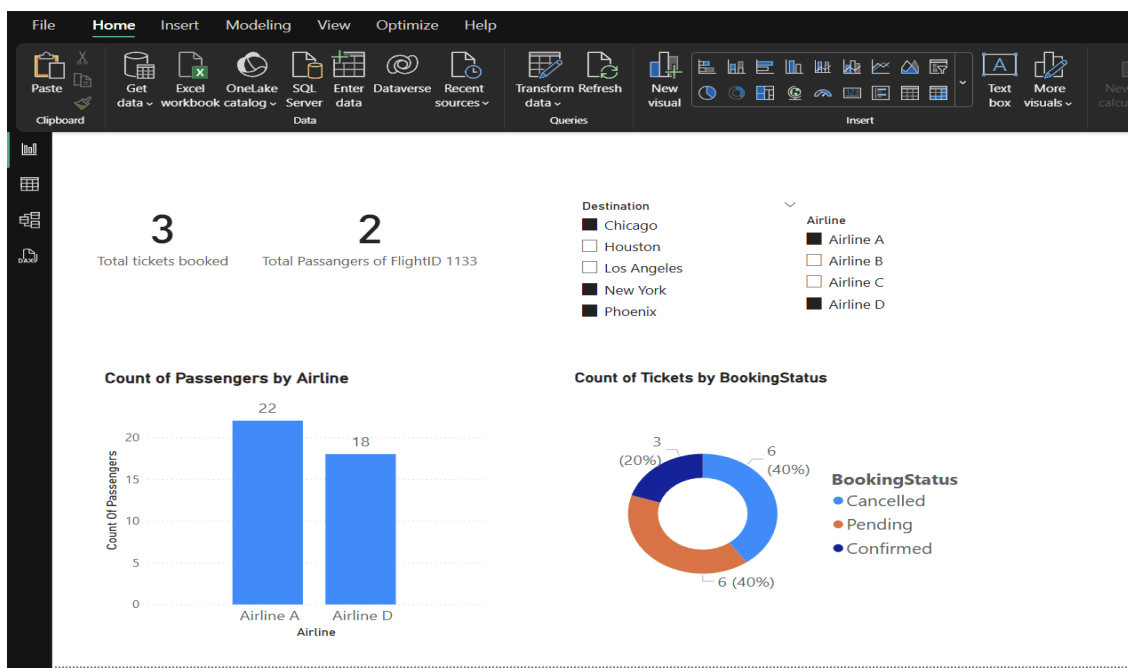 File Home Insert Modeling View Optimize Help
Paste
Get data
Excel workbook
OneLake catalog
SQL Server
Enter data
Dataverse
Recent sources
Transform data
Refresh
New visual
Text box
More visuals
Clipboard
Data
Queries
Insert
DAX
3
Total tickets booked
2
Total Passangers of FlightID 1133
Destination
Chicago
Houston
Los Angeles
New York
Phoenix
Airline
Airline A
Airline B
Airline C
Airline D
Count of Passengers by Airline
Count Of Passengers
20
15
10
5
0
22
18
Airline A
Airline D
Airline
Count of Tickets by BookingStatus
3
(20%)
6
(40%)
6 (40%)
BookingStatus
Cancelled
Pending
Confirmed